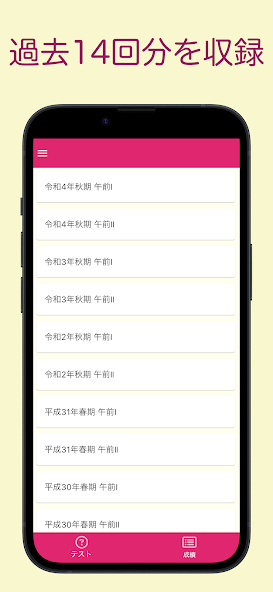 過去14回分を収録
令和4年秋期 午前I
令和4年秋期 午前II
令和3年秋期 午前I
令和3年秋期 午前II
令和2年秋期 午前I
令和2年秋期 午前II
平成31年春期 午前I
平成31年春期 午前II
平成30年春期 午前I
平成30年春期 午前II
テスト
成績